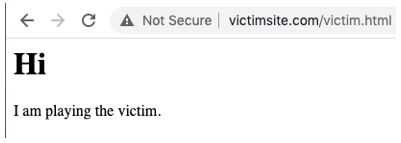 Not Secure | victimsite.com/victim.html
Hi
I am playing the victim.